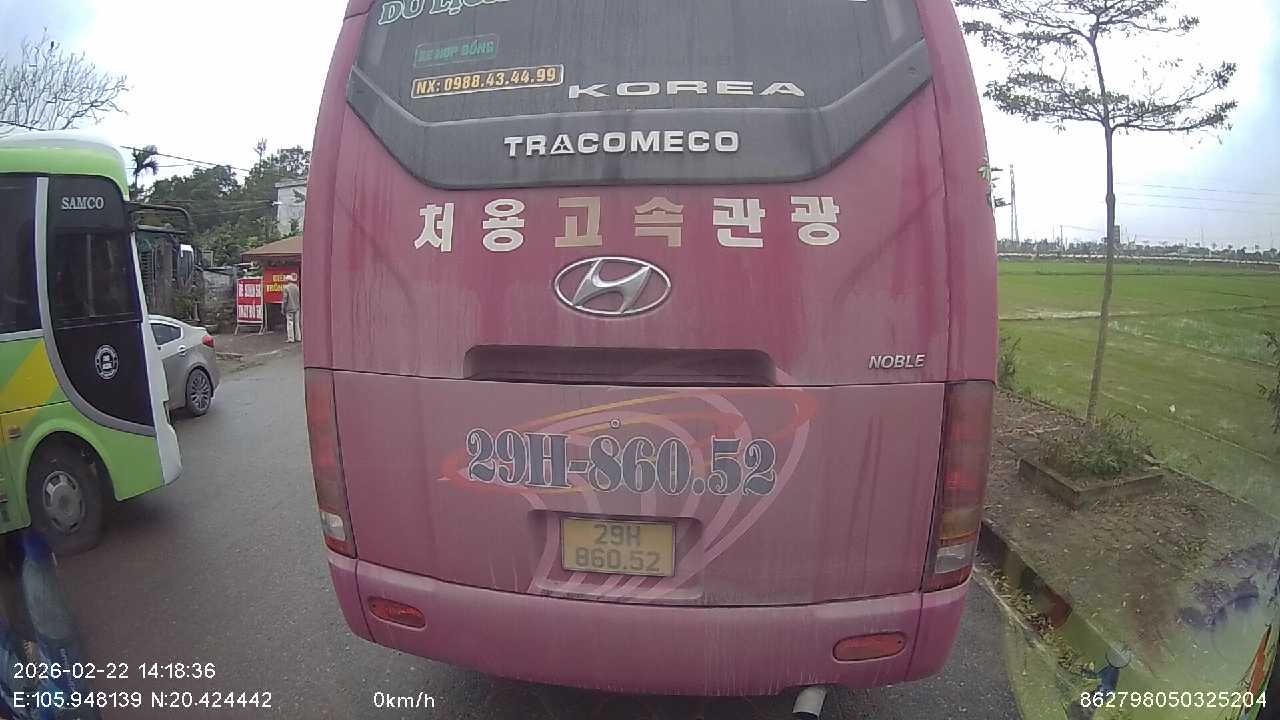 DU LỊCH
XE HỢP ĐỒNG
NX: 0988.43.44.99
KOREA
TRACOMECO
처용고속관광
NOBLE
29H-860.52
29H
860.52
SAMCO
2026-02-22 14:18:36
E:105.948139 N:20.424442
0km/h
862798050325204